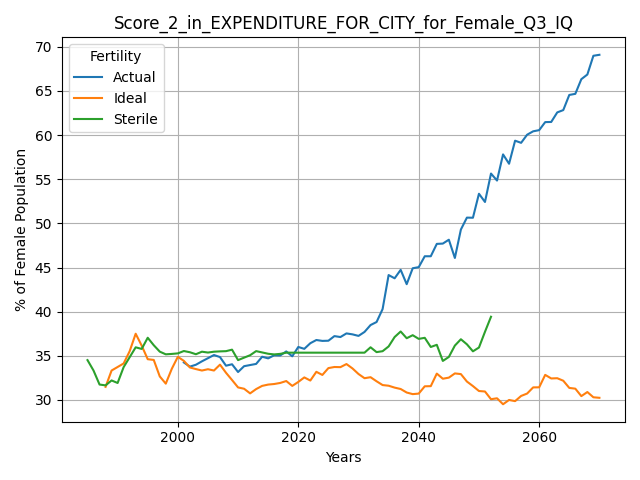 Score_2_in_EXPENDITURE_FOR_CITY_for_Female_Q3_IQ
Fertility
Actual
Ideal
Sterile
% of Female Population
70
65
60
55
50
45
40
35
30
2000
2020
2040
2060
Years